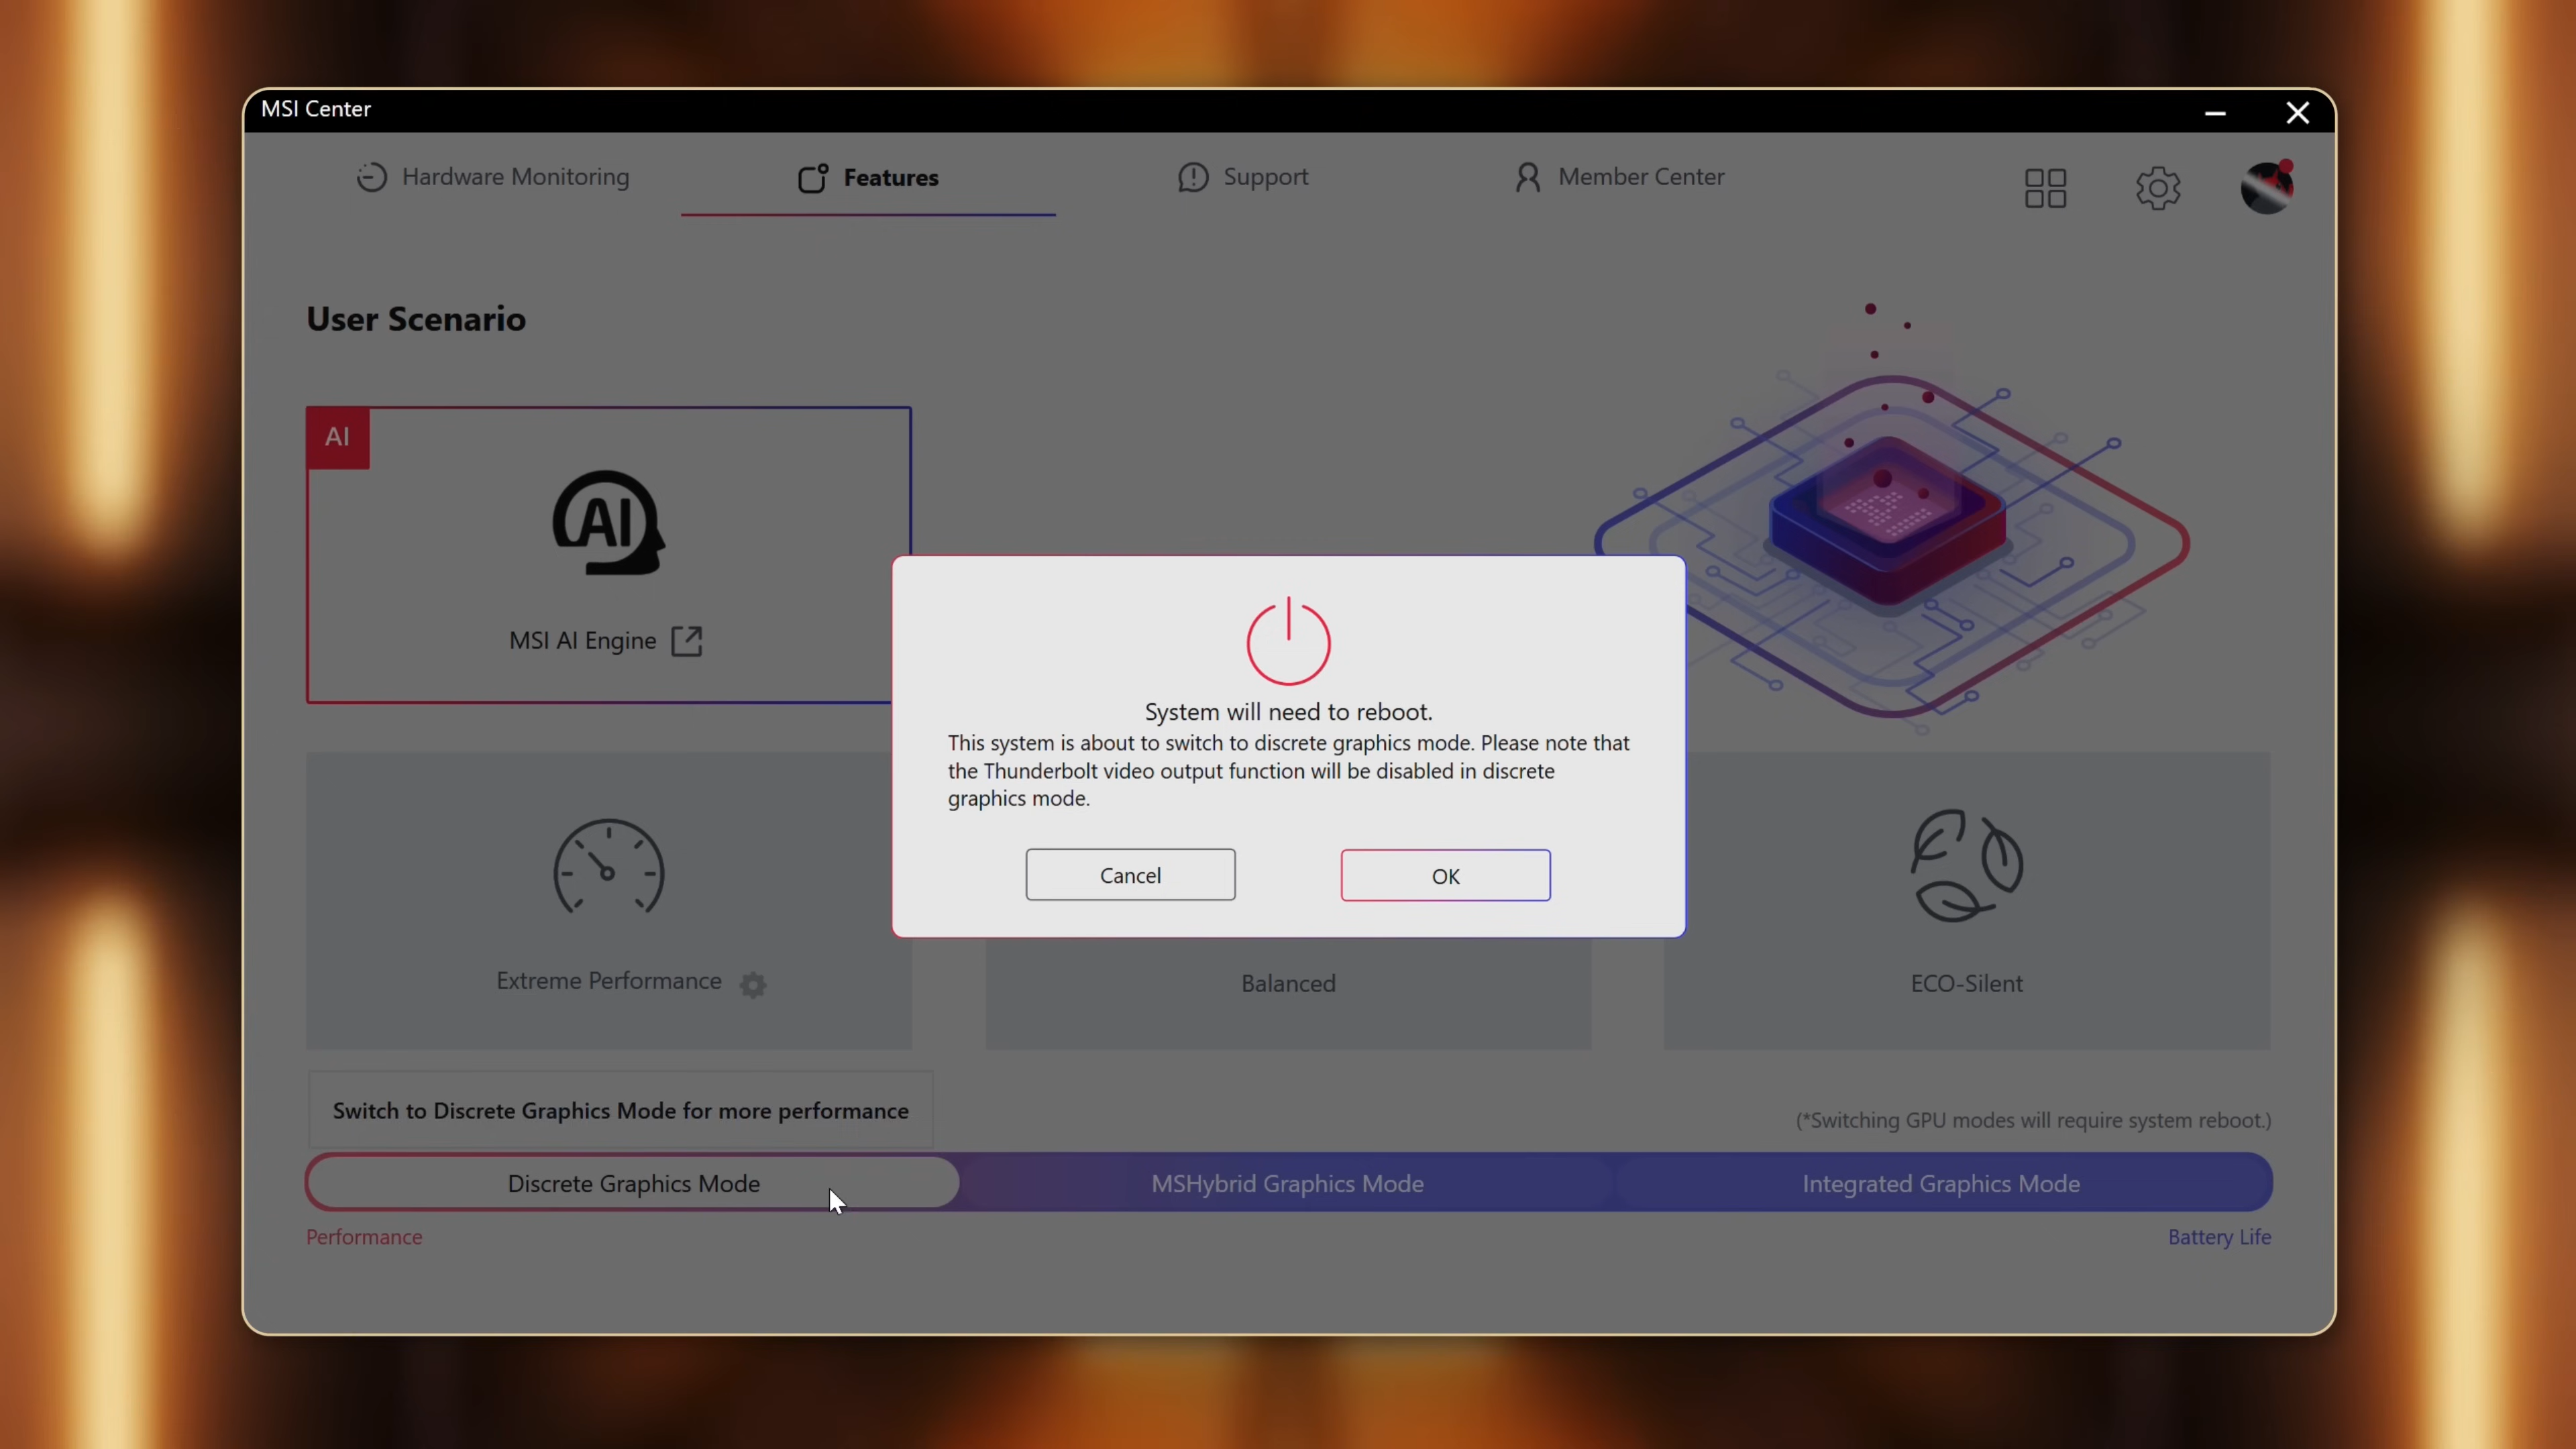 MSI Center
Hardware Monitoring
Features
Support
Member Center
User Scenario
AI
AI
MSI AI Engine
System will need to reboot.
This system is about to switch to discrete graphics mode. Please note that
the Thunderbolt video output function will be disabled in discrete
graphics mode.
Cancel
OK
Extreme Performance
Balanced
ECO-Silent
Switch to Discrete Graphics Mode for more performance
(*Switching GPU modes will require system reboot.)
Discrete Graphics Mode
MSHybrid Graphics Mode
Integrated Graphics Mode
Performance
Battery Life